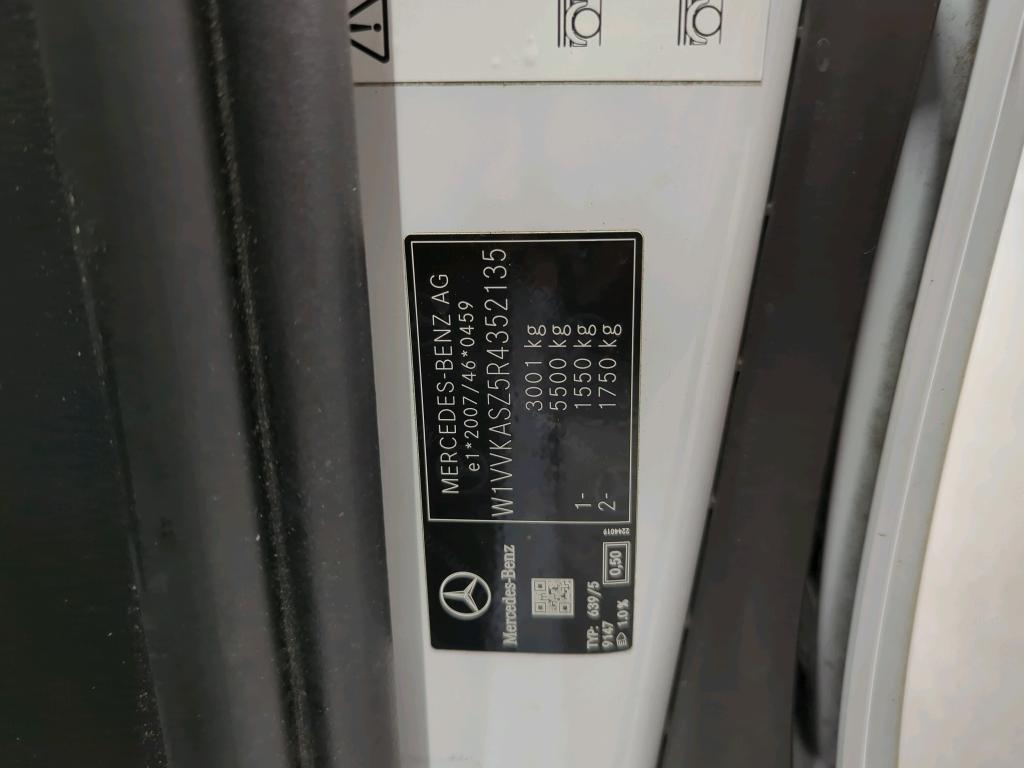 Mercedes-Benz
TYP: 639/5
9147
1.0 %
0,50
2244019
MERCEDES-BENZ AG
e1*2007/46*0459
W1VVKASZ5R4352135
3001 kg
5500 kg
1- 1550 kg
2- 1750 kg